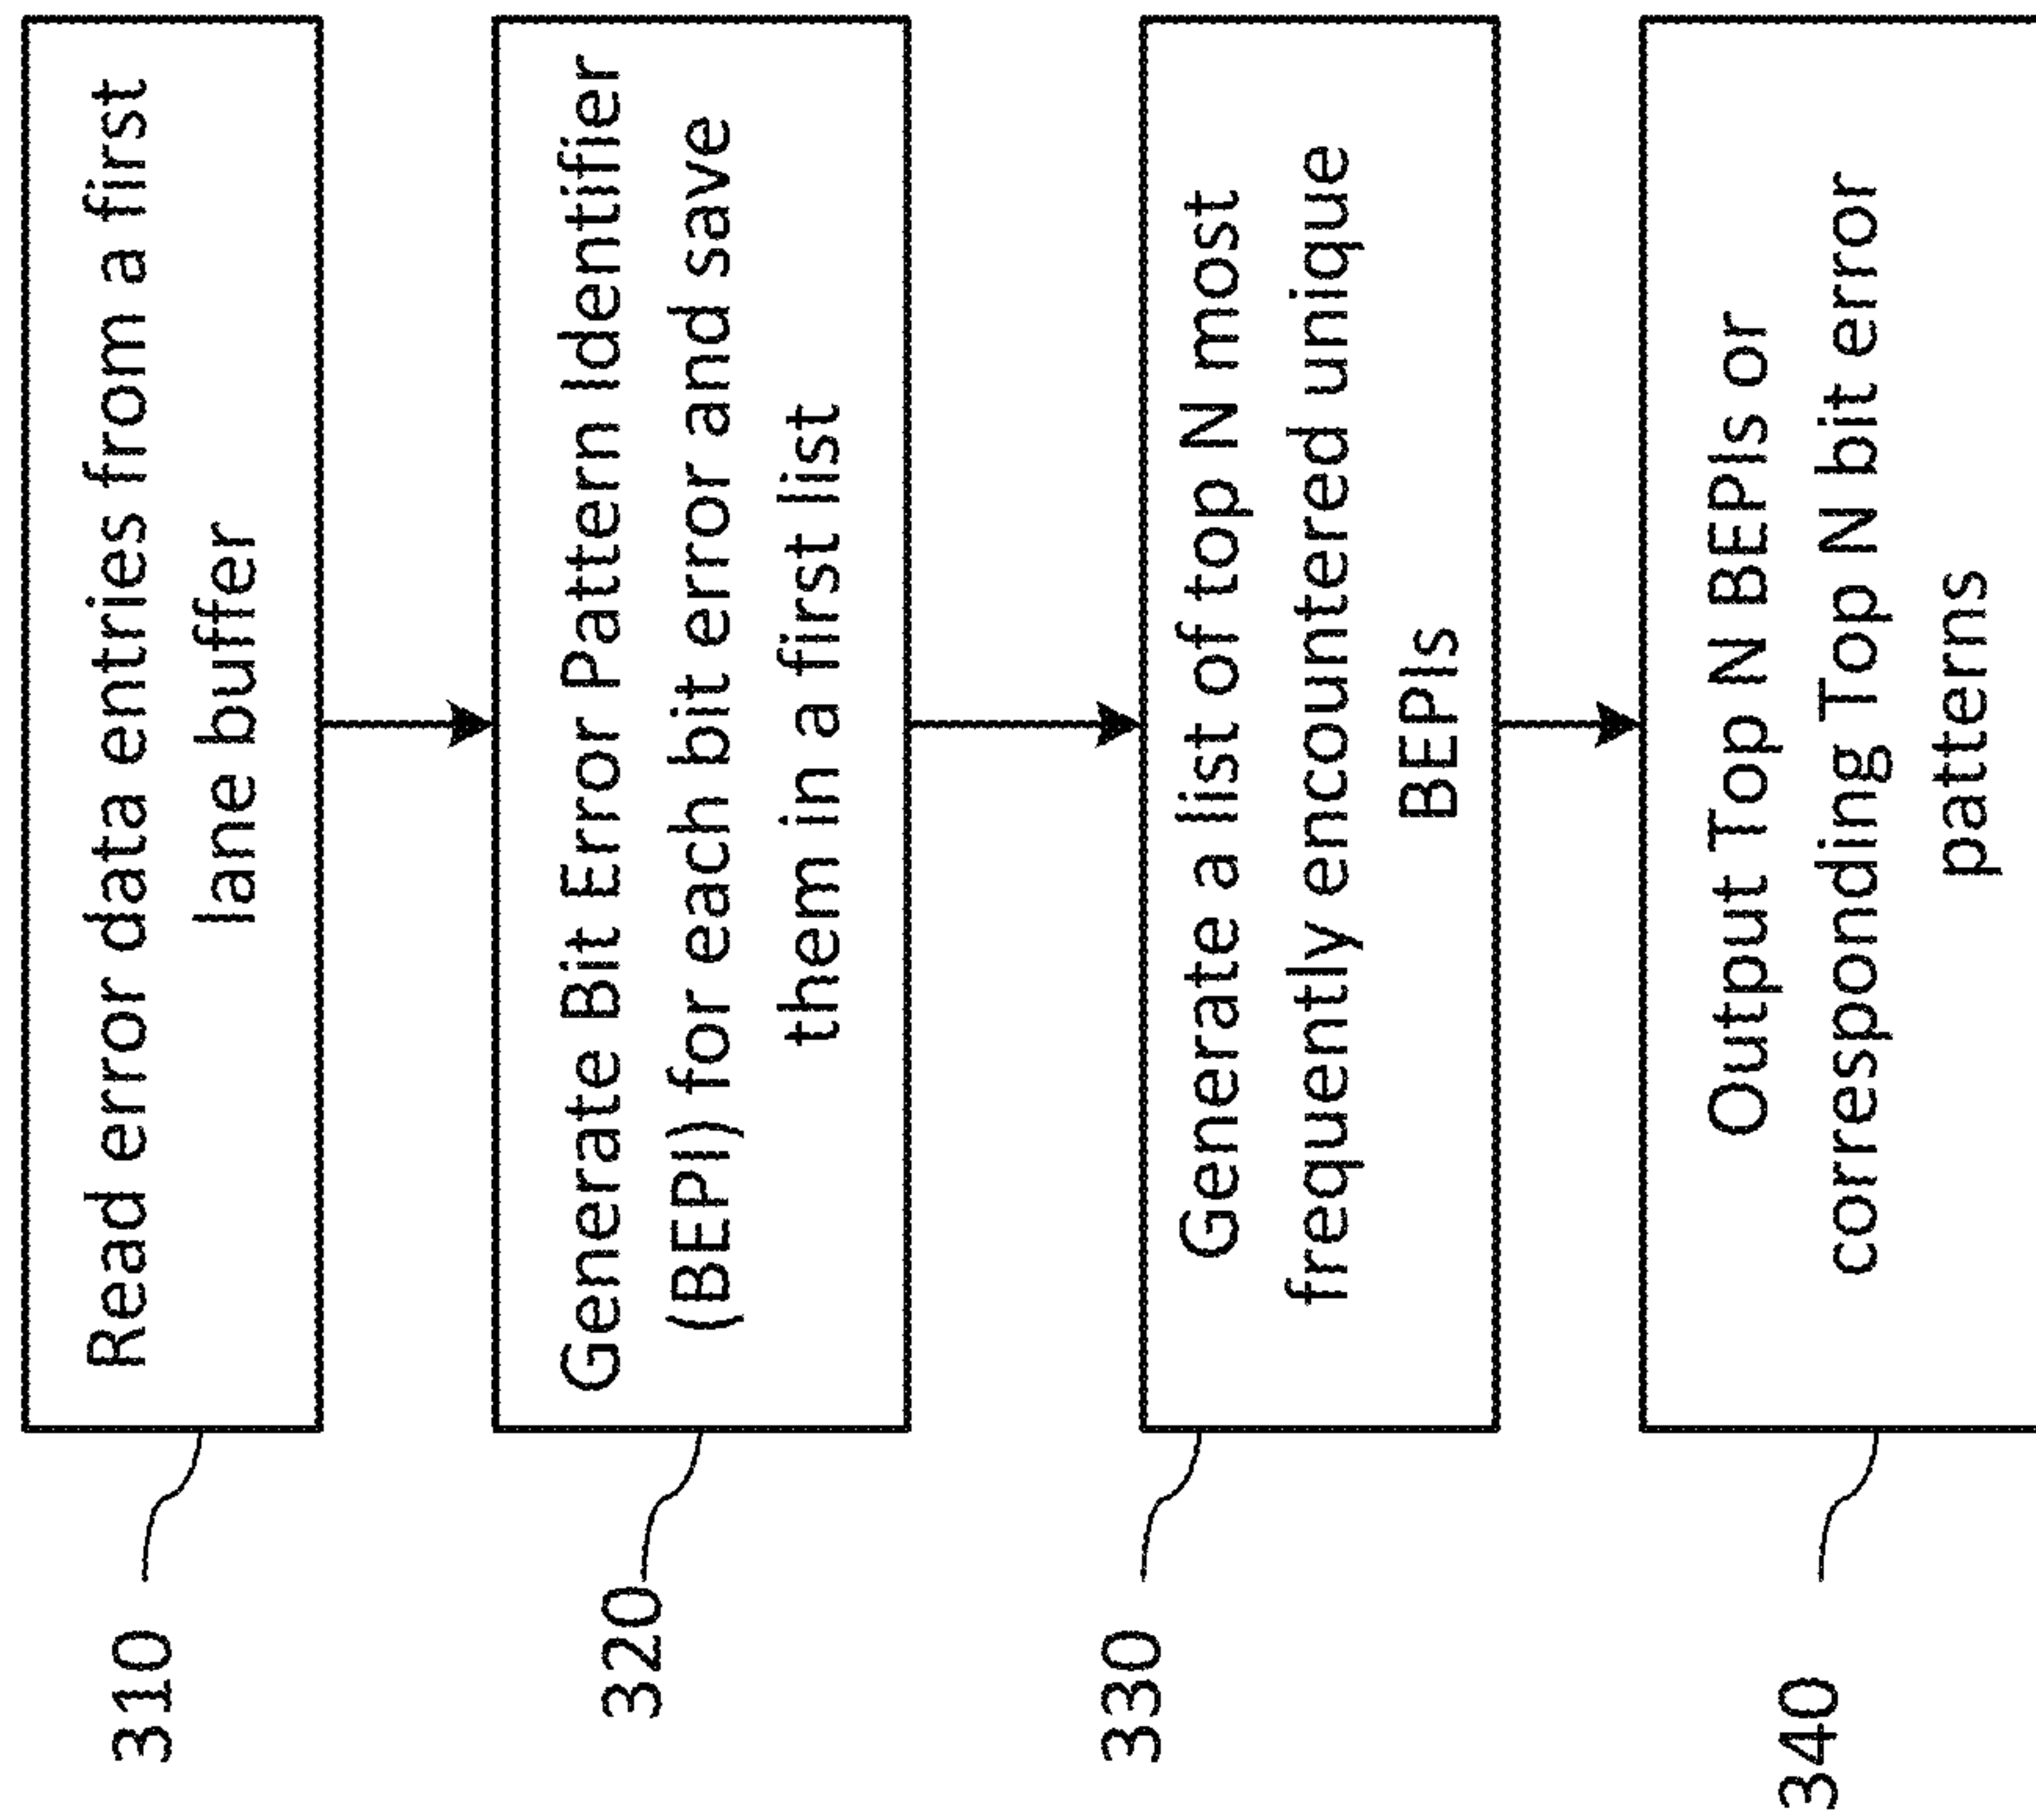 310
Read error data entries from a first
lane buffer
320
Generate Bit Error Pattern Identifier
(BEPI) for each bit error and save
them in a first list
330
Generate a list of top N most
frequently encountered unique
BEPIs
340
Output Top N BEPIs or
corresponding Top N bit error
patterns